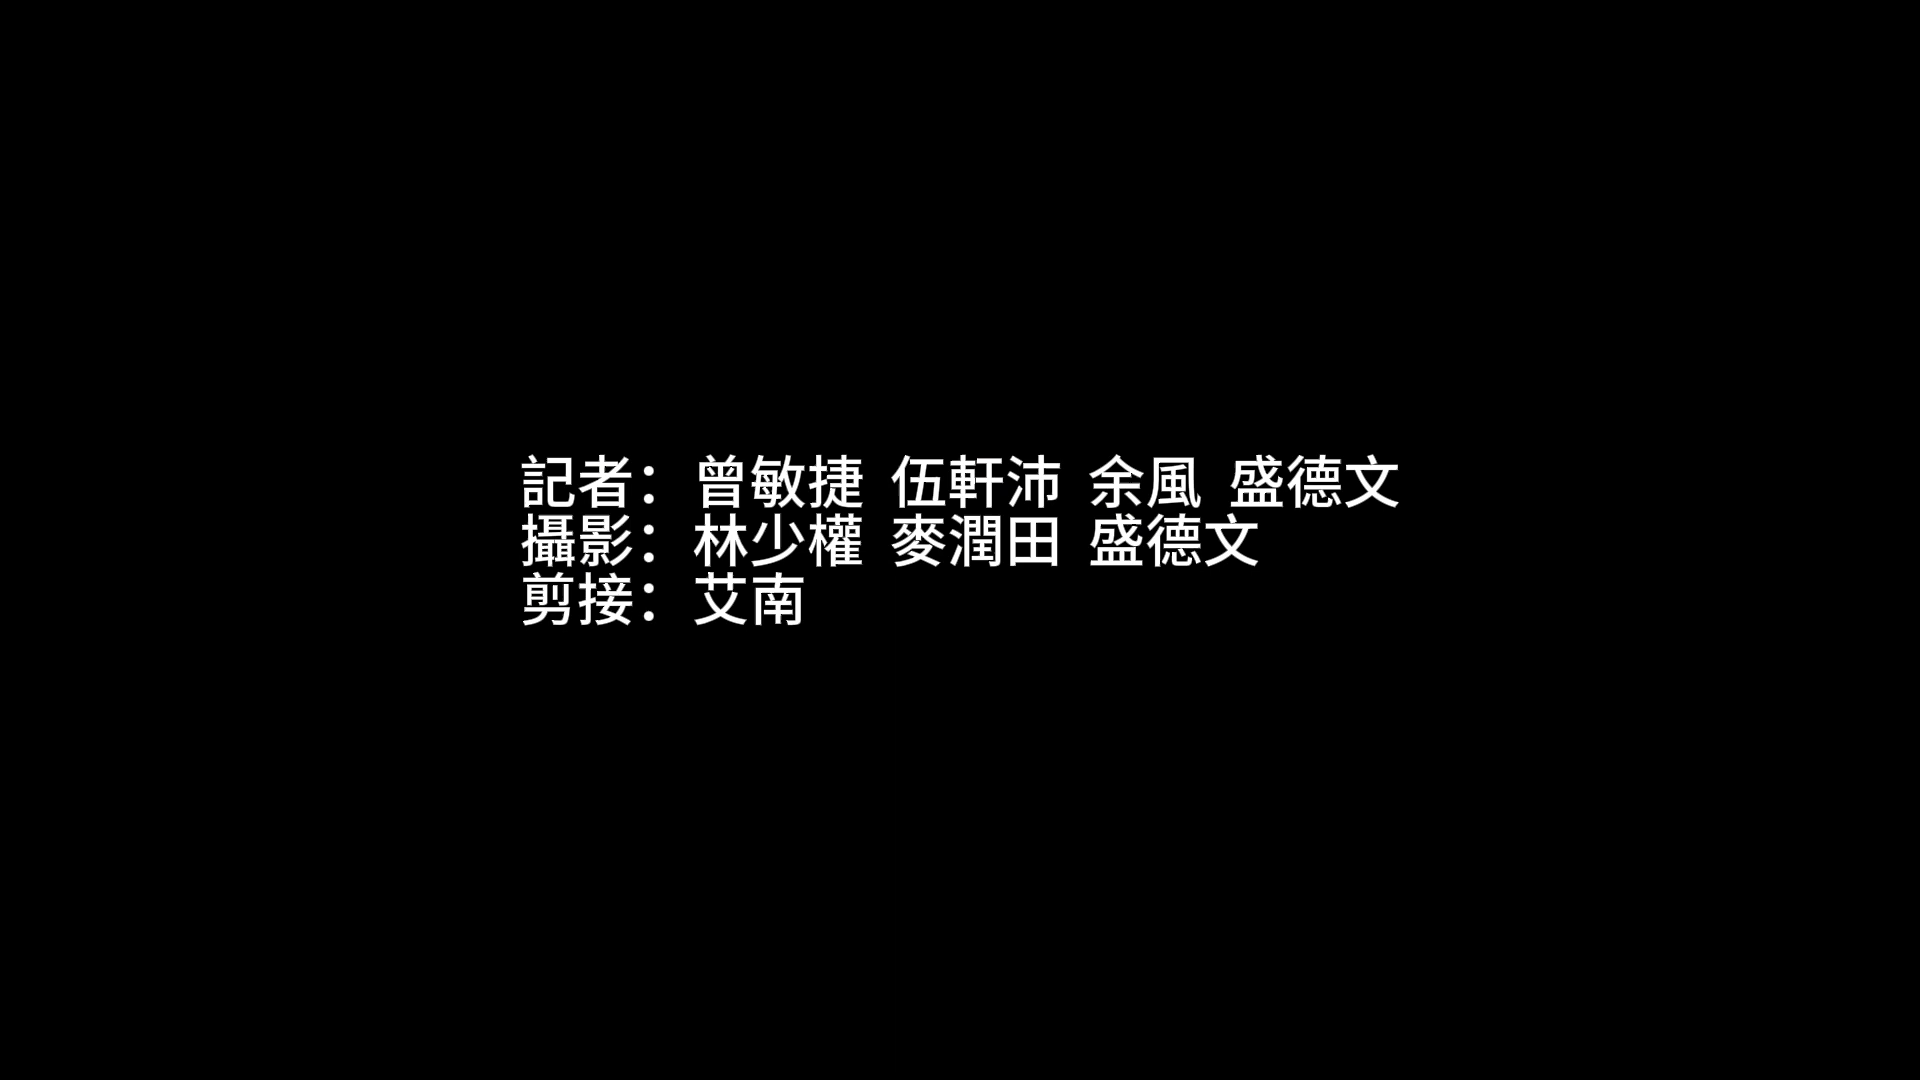 記者：曾敏捷 伍軒沛 余風 盛德文
攝影：林少權 麥潤田 盛德文
剪接：艾南